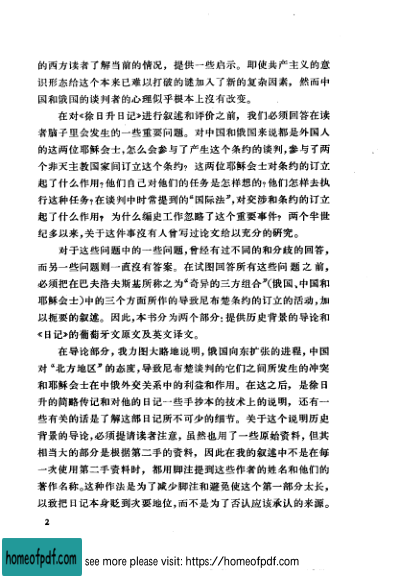 的西方读者了解当前的情况，提供一些启示。即使共产主义的意
识形态给这个本来已难以打破的谜加入了新的复杂因素，然而中
国和俄国的谈判者的心理似乎根本上沒有改变。
在对《徐日升日记》进行叙述和评价之前，我们必须回答在读
者脑子里会发生的一些重要问题。对中国和俄国来说都是外国人
的这两位耶稣会士，怎么会参与了产生这个条约的谈判，参与了两
个非天主教国家间订立这个条约？这两位耶稣会士对条约的订立
起了什么作用？他们自己对他们的任务是怎样想的？他们怎样去执
行这种任务？在谈判中时常提到的“国际法”，对交涉和条约的订立
起了什么作用？为什么编史工作忽略了这个重要事件？两个半世
纪多以来，关于这件事沒有人曾写过论文给以充分的研究。
对于这些问题中的一些问题，曾经有过不同的和分歧的回答，
而另一些问题则一直沒有答案。在试图回答所有这些问题之前，
必须把在巴夫洛夫斯基所称之为“奇异的三方组合”（俄国、中国和
耶稣会士）中的三个方面所作的导致尼布楚条约的订立的活动，加
以扼要的叙述。因此，本书分为两个部分：提供历史背景的导论和
《日记》的葡萄牙文原文及英文译文。
在导论部分，我力图大略地说明，俄国向东扩张的进程，中国
对“北方地区”的态度，导致尼布楚谈判的它们之间所发生的冲突
和耶稣会士在中俄外交关系中的利益和作用。在这之后，是徐日
升的简略传记和对他的日记一些手抄本的技术上的说明，还有一
些有关的话是了解这部日记所不可少的细节。关于这个说明历史
背景的导论，必须提请读者注意，虽然也用了一些原始资料，但其
相当大的部分是根据第二手的资料，因此在我的叙述中不是在每
一次使用第二手资料时，都用脚注提到这些作者的姓名和他们的
著作名称。这种作法是为了减少脚注和避免使这个第一部分太长，
以致把日记本身贬到次要地位，而不是为了否认应该承认的来源。
2
homeofpdf.com
see more please visit: https://homeofpdf.com